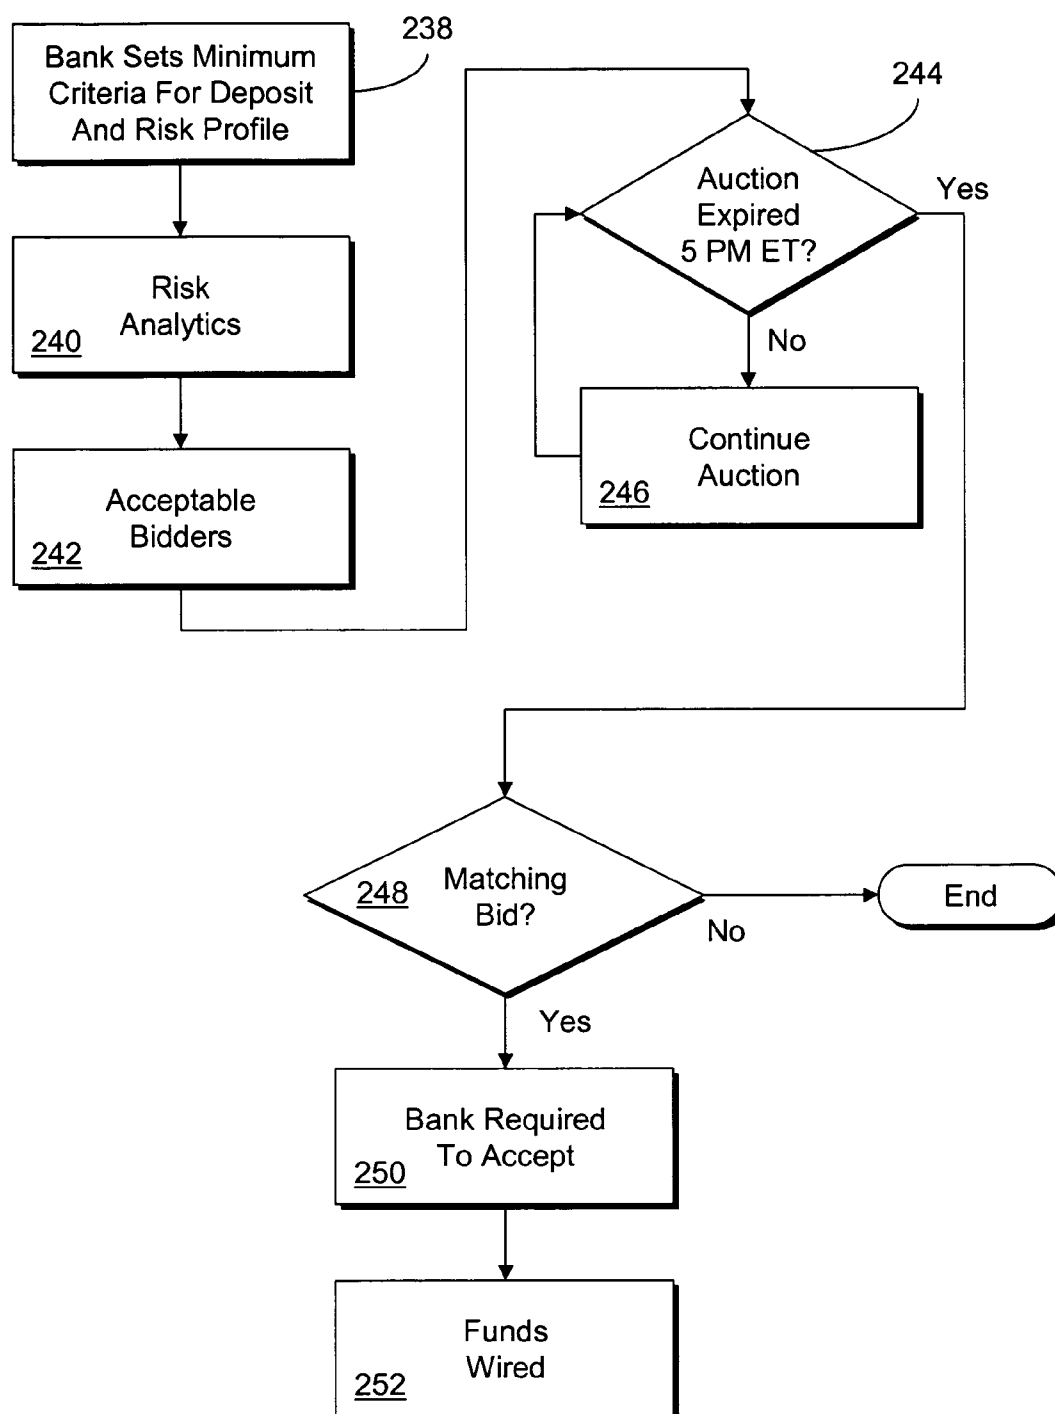 Bank Sets Minimum
Criteria For Deposit
And Risk Profile
238
Risk
Analytics
240
Acceptable
Bidders
242
244
Auction
Expired
5 PM ET?
Yes
No
Continue
Auction
246
248
Matching
Bid?
No
End
Yes
Bank Required
To Accept
250
Funds
Wired
252